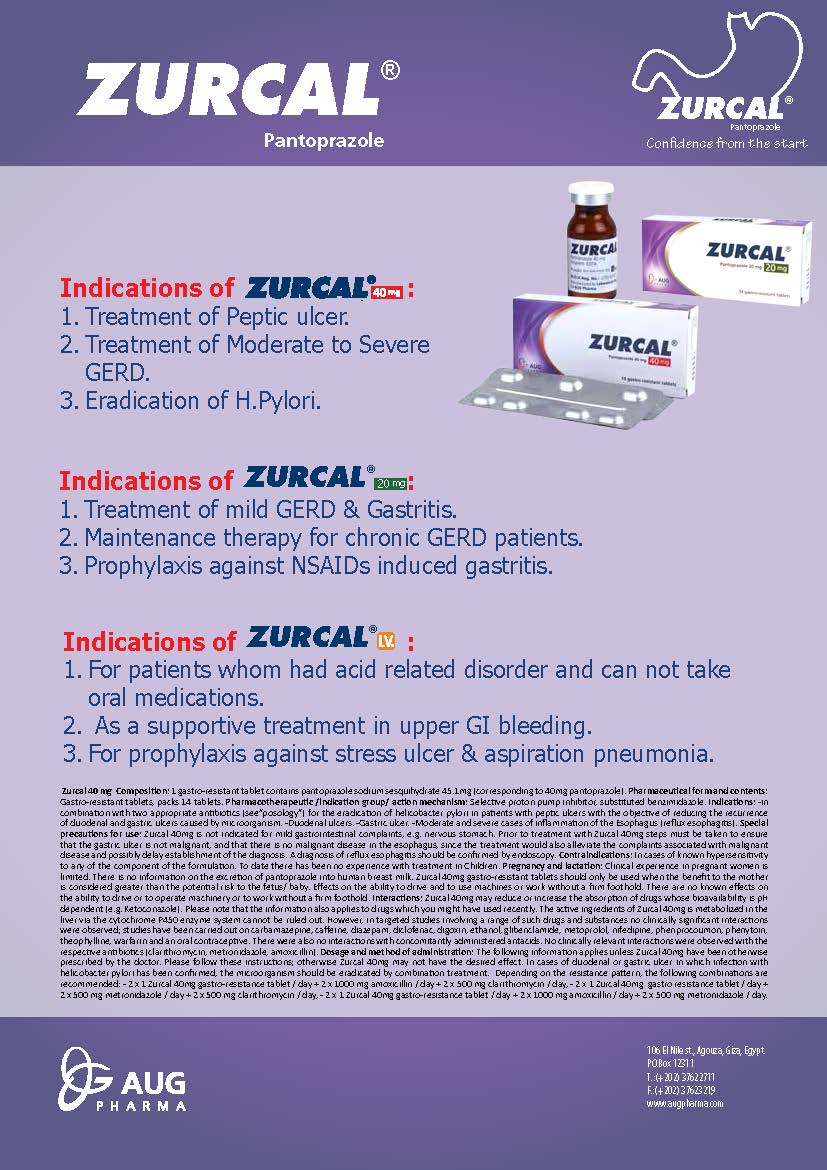 ZURCAL®
Pantoprazole
ZURCAL®
Pantoprazole
Confidence from the start
ZURCAL
ZURCAL®
Pantoprazole 20 mg 20 mg
AUG
14 gastro-resistant tablets
ZURCAL®
Pantoprazole 40 mg 40 mg
AUG
14 gastro-resistant tablets
Indications of ZURCAL® 40 mg :
1. Treatment of Peptic ulcer.
2. Treatment of Moderate to Severe
GERD.
3. Eradication of H.Pylori.
Indications of ZURCAL® 20 mg :
1. Treatment of mild GERD & Gastritis.
2. Maintenance therapy for chronic GERD patients.
3. Prophylaxis against NSAIDs induced gastritis.
Indications of ZURCAL® I.V. :
1. For patients whom had acid related disorder and can not take
oral medications.
2. As a supportive treatment in upper GI bleeding.
3. For prophylaxis against stress ulcer & aspiration pneumonia.
Zurcal 40 mg Composition: 1 gastro-resistant tablet contains pantoprazole sodium sesquihydrate 45.1mg (corresponding to 40mg pantoprazole). Pharmaceutical form and contents:
Gastro-resistant tablets, packs 14 tablets. Pharmacotherapeutic /indication group/ action mechanism: Selective proton pump inhibitor, substituted benzimidazole. Indications: -In
combination with two appropriate antibiotics (see"posology") for the eradication of helicobacter pylori in patients with peptic ulcers with the objective of reducing the recurrence
of duodenal and gastric ulcers caused by microorganism. -Duodenal ulcers. -Gastric ulcer. -Moderate and severe cases of inflammation of the Esophagus (reflux esophagitis). Special
precautions for use: Zurcal 40mg is not indicated for mild gastrointestinal complaints, e.g. nervous stomach. Prior to treatment with Zurcal 40mg steps must be taken to ensure
that the gastric ulcer is not malignant, and that there is no malignant disease in the esophagus, since the treatment would also alleviate the complaints associated with malignant
disease and possibly delay establishment of the diagnosis. A diagnosis of reflux esophagitis should be confirmed by endoscopy. Contraindications: In cases of known hypersensitivity
to any of the component of the formulation. To date there has been no experience with treatment in Children. Pregnancy and lactation: Clinical experience in pregnant women is
limited. There is no information on the excretion of pantoprazole into human breast milk. Zurcal 40mg gastro-resistant tablets should only be used when the benefit to the mother
is considered greater than the potential risk to the fetus/ baby. Effects on the ability to drive and to use machines or work without a firm foothold. There are no known effects on
the ability to drive or to operate machinery or to work without a firm foothold. Interactions: Zurcal 40mg may reduce or increase the absorption of drugs whose bioavailability is pH
dependent (e.g. Ketoconazole). Please note that the information also applies to drugs which you might have used recently. The active ingredients of Zurcal 40mg is metabolized in the
liver via the cytochrome P450 enzyme system cannot be ruled out. However, in targeted studies involving a range of such drugs and substances no clinically significant interactions
were observed; studies have been carried out on carbamazepine, caffeine, diazepam, diclofenac, digoxin, ethanol, glibenclamide, metoprolol, nifedipine, phenprocoumon, phenytoin,
theophylline, warfarin and an oral contraceptive. There were also no interactions with concomitantly administered antacids. No clinically relevant interactions were observed with the
respective antibiotics (clarithromycin, metronidazole, amoxicillin). Dosage and method of administration: The following information applies unless Zurcal 40mg have been otherwise
prescribed by the doctor. Please follow these instructions; otherwise Zurcal 40mg may not have the desired effect. In cases of duodenal or gastric ulcer in which infection with
helicobacter pylori has been confirmed, the microorganism should be eradicated by combination treatment. Depending on the resistance pattern, the following combinations are
recommended: - 2 x 1 Zurcal 40mg gastro-resistance tablet / day + 2 x 1000 mg amoxicillin / day + 2 x 500 mg clarithromycin / day, - 2 x 1 Zurcal 40mg gastro resistance tablet / day +
2 x 500 mg metronidazole / day + 2 x 500 mg clarithromycin / day, - 2 x 1 Zurcal 40mg gastro-resistance tablet / day + 2 x 1000 mg amoxicillin / day + 2 x 500 mg metronidazole / day.
AUG
PHARMA
106 El Nile st., Agouza, Giza, Egypt.
P.O.Box 12311
T.:(+202) 37622711
F.:(+202) 37623219
www.augpharma.com